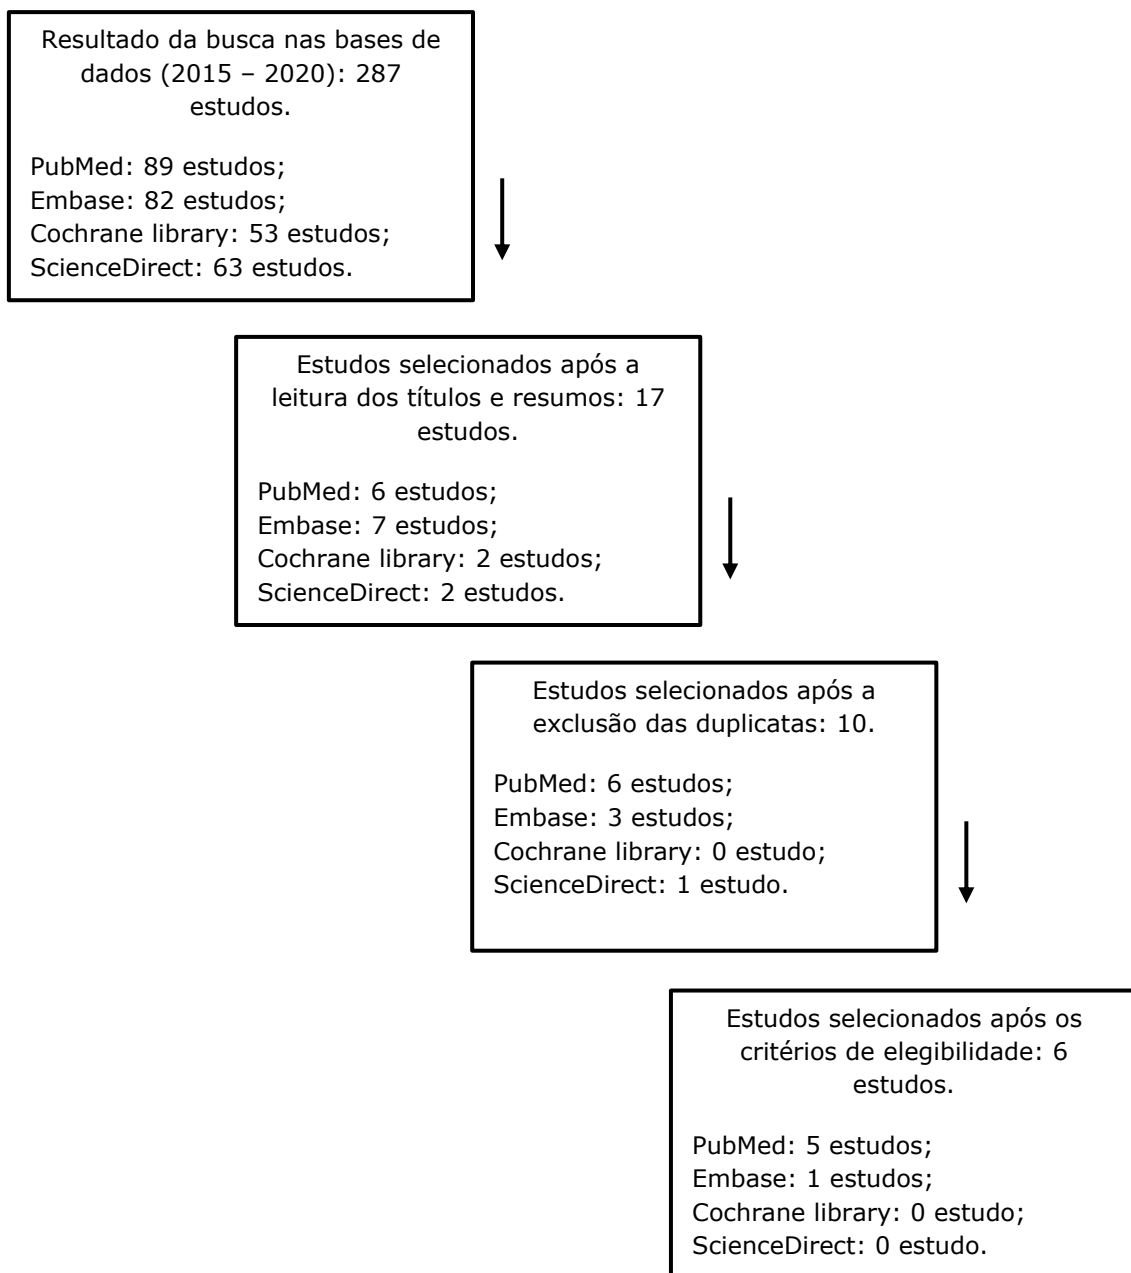 Resultado da busca nas bases de
dados (2015 – 2020): 287
estudos.
PubMed: 89 estudos;
Embase: 82 estudos;
Cochrane library: 53 estudos;
ScienceDirect: 63 estudos.
Estudos selecionados após a
leitura dos títulos e resumos: 17
estudos.
PubMed: 6 estudos;
Embase: 7 estudos;
Cochrane library: 2 estudos;
ScienceDirect: 2 estudos.
Estudos selecionados após a
exclusão das duplicatas: 10.
PubMed: 6 estudos;
Embase: 3 estudos;
Cochrane library: 0 estudo;
ScienceDirect: 1 estudo.
Estudos selecionados após os
critérios de elegibilidade: 6
estudos.
PubMed: 5 estudos;
Embase: 1 estudos;
Cochrane library: 0 estudo;
ScienceDirect: 0 estudo.